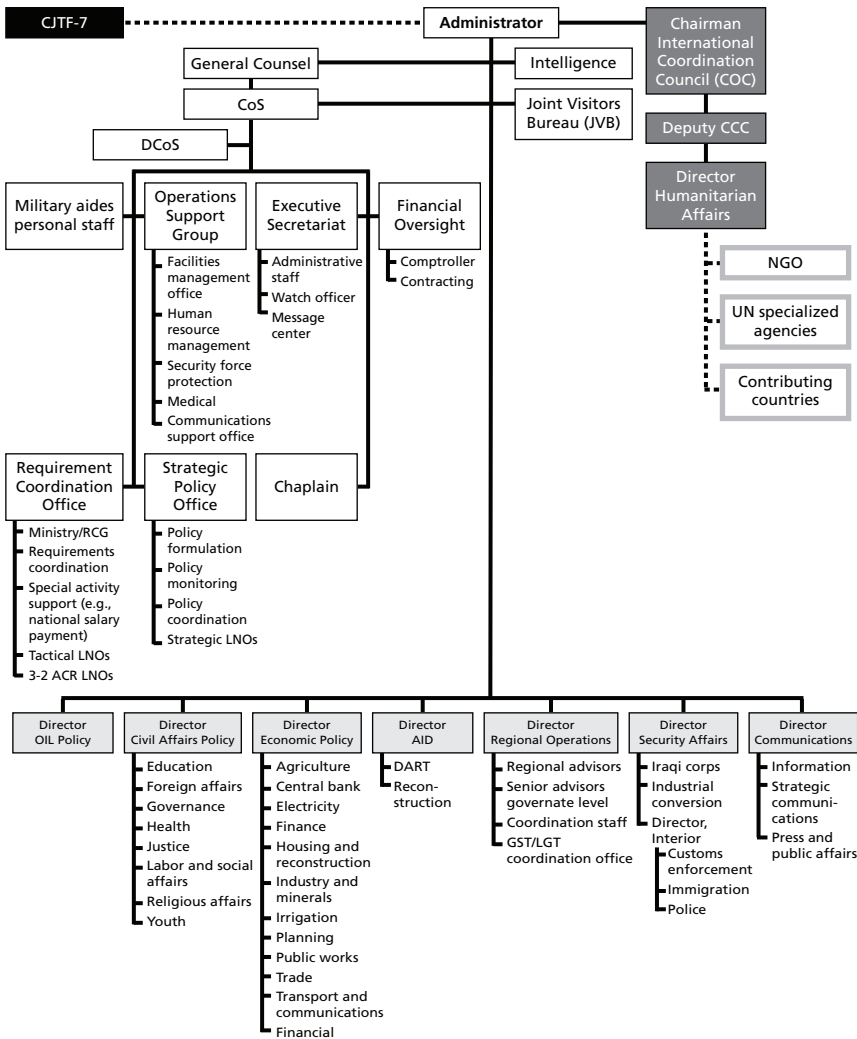 CJTF-7
Administrator
Chairman
International
Coordination
Council (COC)
General Counsel
Intelligence
CoS
Joint Visitors
Bureau (JVB)
Deputy CCC
DCoS
Director
Humanitarian
Affairs
Military aides
personal staff
Operations
Support
Group
Executive
Secretariat
Financial
Oversight
Facilities
management
office
Human
resource
management
Security force
protection
Medical
Communications
support office
Administrative
staff
Watch officer
Message
center
Comptroller
Contracting
NGO
UN specialized
agencies
Contributing
countries
Requirement
Coordination
Office
Strategic
Policy
Office
Chaplain
Ministry/RCG
Requirements
coordination
Special activity
support (e.g.,
national salary
payment)
Tactical LNOs
3-2 ACR LNOs
Policy
formulation
Policy
monitoring
Policy
coordination
Strategic LNOs
Director
OIL Policy
Director
Civil Affairs Policy
Education
Foreign affairs
Governance
Health
Justice
Labor and social
affairs
Religious affairs
Youth
Director
Economic Policy
Agriculture
Central bank
Electricity
Finance
Housing and
reconstruction
Industry and
minerals
Irrigation
Planning
Public works
Trade
Transport and
communications
Financial
Director
AID
DART
Recon-
struction
Director
Regional Operations
Regional advisors
Senior advisors
governate level
Coordination staff
GST/LGT
coordination office
Director
Security Affairs
Iraqi corps
Industrial
conversion
Director,
Interior
Customs
enforcement
Immigration
Police
Director
Communications
Information
Strategic
communi-
cations
Press and
public affairs